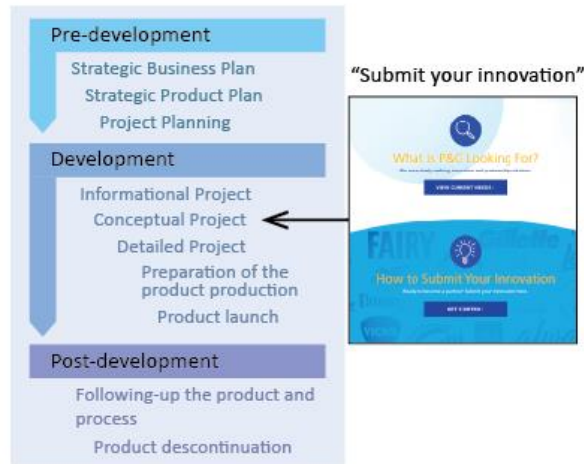 Pre-development
Strategic Business Plan
Strategic Product Plan
Project Planning
Development
Informational Project
Conceptual Project
Detailed Project
Preparation of the
product production
Product launch
Post-development
Following-up the product and
process
Product descontinuation
“Submit your innovation”
What is P&G Looking For?
VIEW CURRENT NEEDS
FAIRY
Gillette
How to Submit Your Innovation
GET STARTED
VICKS
always